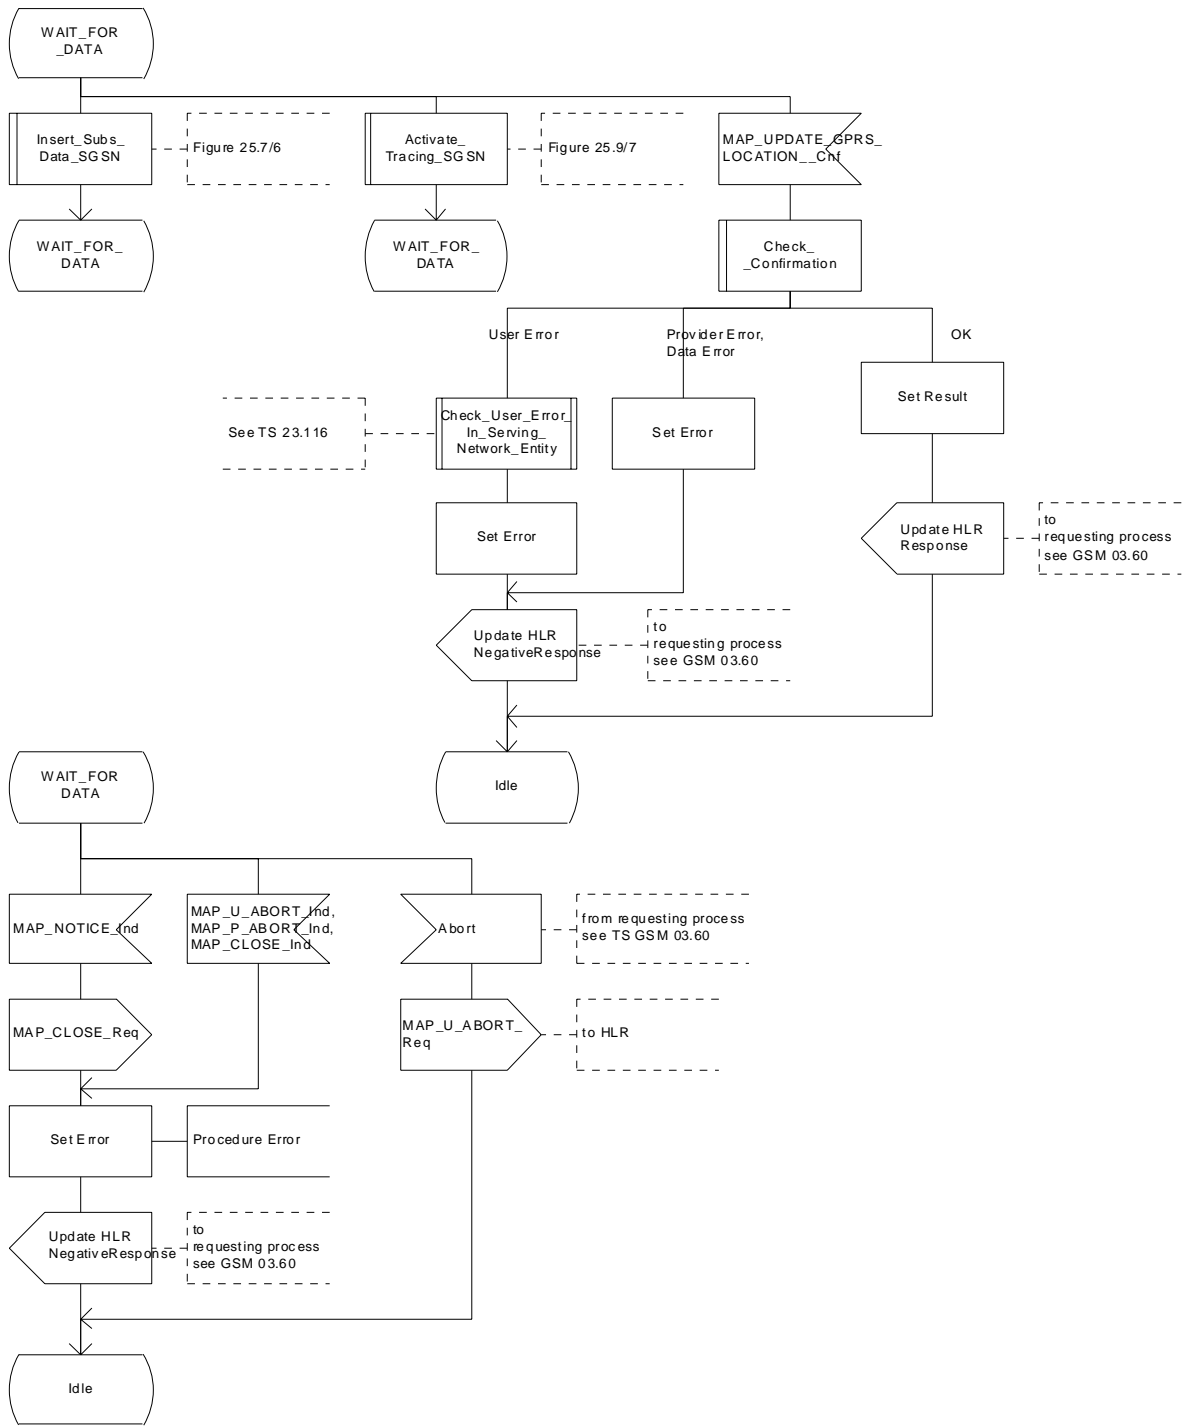 WAIT_FOR
_DATA
Insert_Subs_
Data_SGSN
Figure 25.7/6
Activate_
Tracing_SGSN
Figure 25.9/7
MAP_UPDATE_GPRS_
LOCATION__Cnf
WAIT_FOR_
DATA
WAIT_FOR_
DATA
Check_
_Confirmation
User Error
Provider Error,
Data Error
OK
Set Result
See TS 23.116
Check_User_Error_
In_Serving_
Network_Entity
Set Error
Set Error
Update HLR
Response
to
requesting process
see GSM 03.60
Update HLR
NegativeResponse
to
requesting process
see GSM 03.60
Idle
WAIT_FOR
DATA
MAP_NOTICE_Ind
MAP_U_ABORT_Ind,
MAP_P_ABORT_Ind,
MAP_CLOSE_Ind
Abort
from requesting process
see TS GSM 03.60
MAP_CLOSE_Req
MAP_U_ABORT_
Req
to HLR
Set Error
Procedure Error
Update HLR
NegativeResponse
to
requesting process
see GSM 03.60
Idle